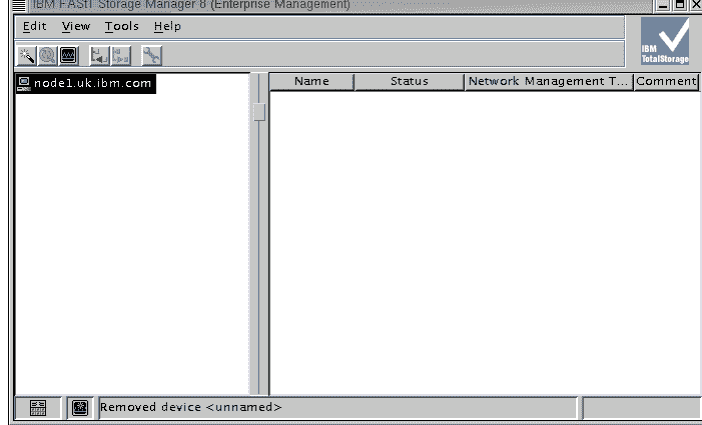 IBM FAStT Storage Manager 8 (Enterprise Management)
Edit View Tools Help
IBM
TotalStorage
node1.uk.ibm.com
Name Status Network Management T... Comment
Removed device <unnamed>